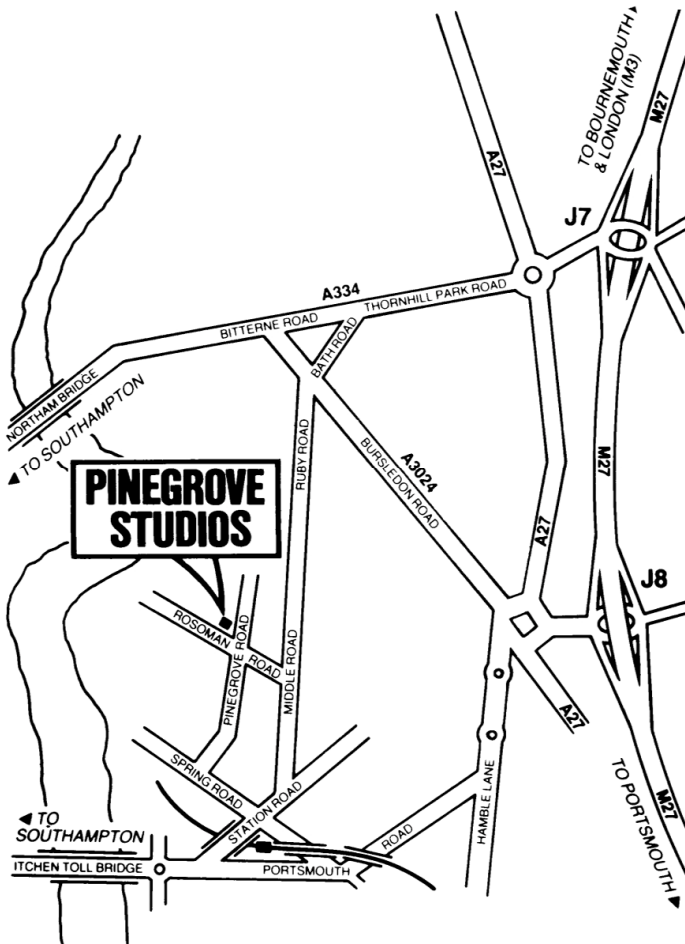 TO BOURNEMOUTH
& LONDON (M3)
M27
A27
J7
A334
THORNHILL PARK ROAD
BITTERNE ROAD
BATH ROAD
NORTHAM BRIDGE
TO SOUTHAMPTON
RUBY ROAD
A3024
BURSLEDON ROAD
M27
PINEGROVE
STUDIOS
A27
J8
ROSOMAN ROAD
PINEGROVE ROAD
MIDDLE ROAD
A27
SPRING ROAD
STATION ROAD
HAMBLE LANE
TO PORTSMOUTH
M27
TO
SOUTHAMPTON
ITCHEN TOLL BRIDGE
PORTSMOUTH ROAD